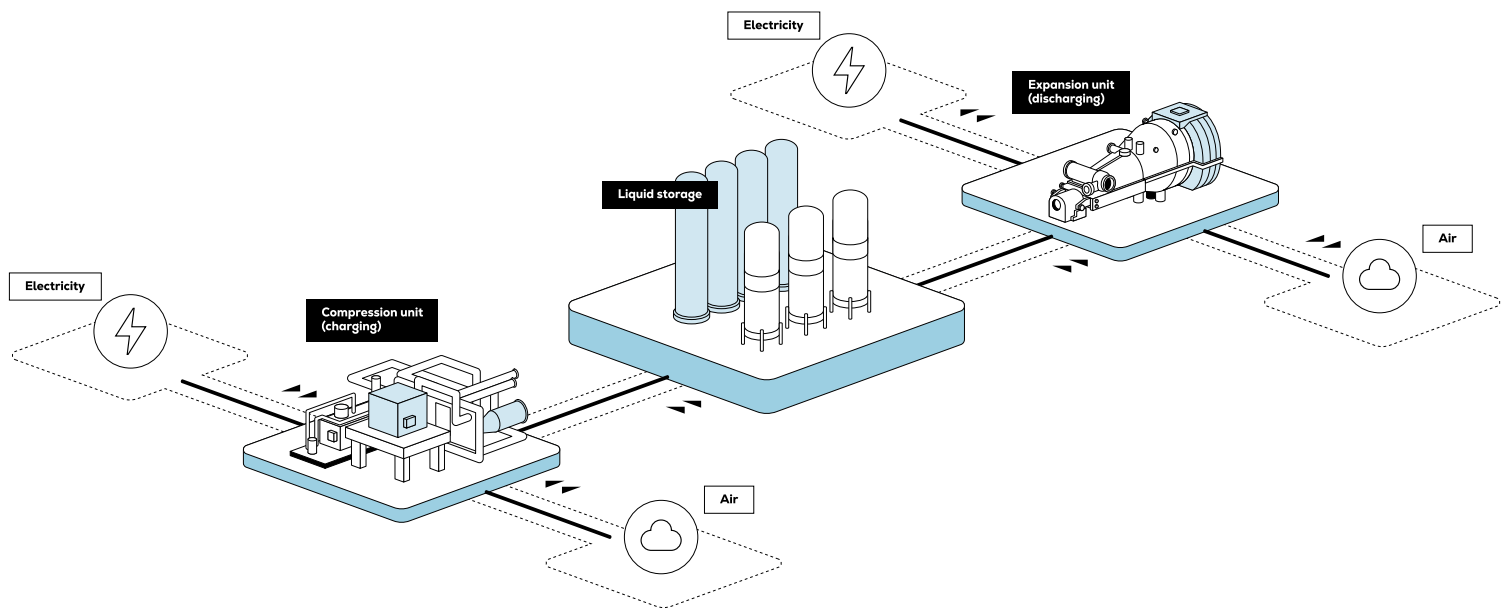 Electricity
Expansion unit
(discharging)
Liquid storage
Air
Electricity
Compression unit
(charging)
Air